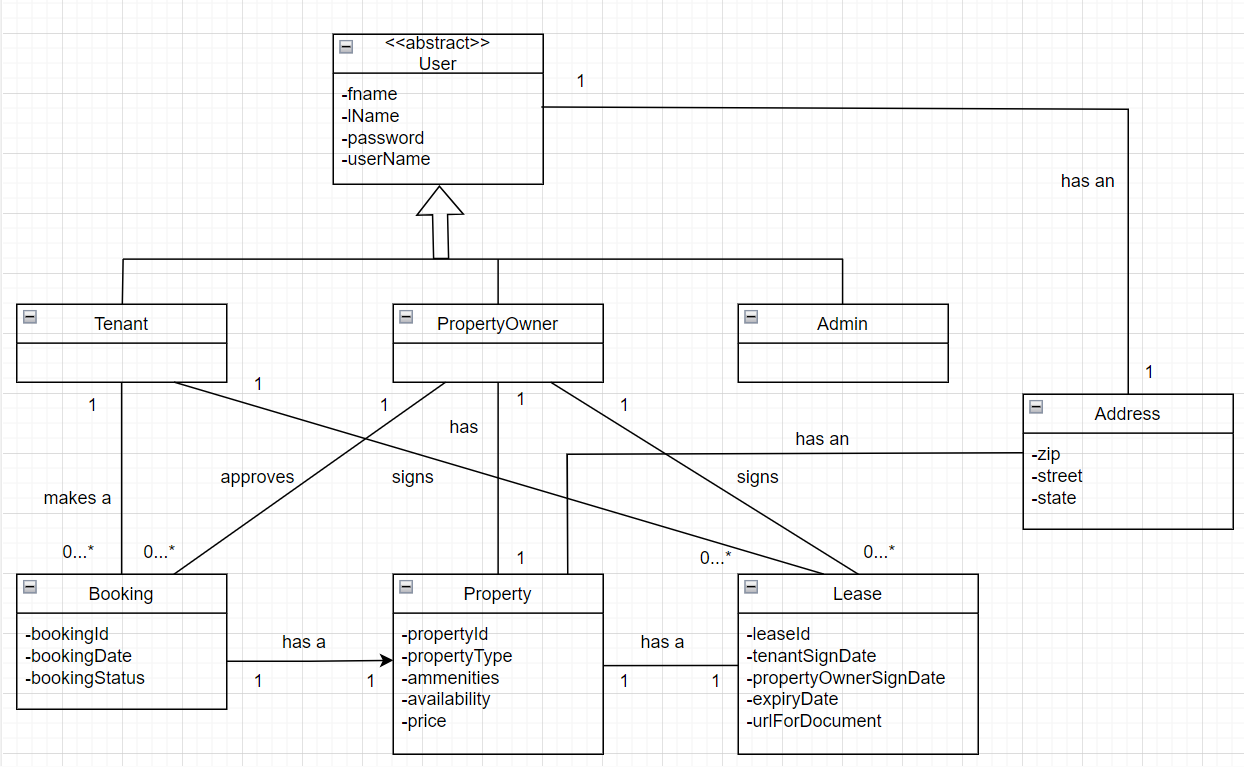 <<abstract>>
User
-fname
-lName
-password
-userName
1
has an
1
Tenant
PropertyOwner
Admin
Address
-zip
-street
-state
1
1
1
1
1
has
has an
approves
signs
signs
makes a
0...*
0...*
1
0...*
0...*
Booking
-bookingId
-bookingDate
-bookingStatus
has a
1
1
Property
-propertyId
-propertyType
-ammenities
-availability
-price
has a
1
1
Lease
-leaseId
-tenantSignDate
-propertyOwnerSignDate
-expiryDate
-urlForDocument